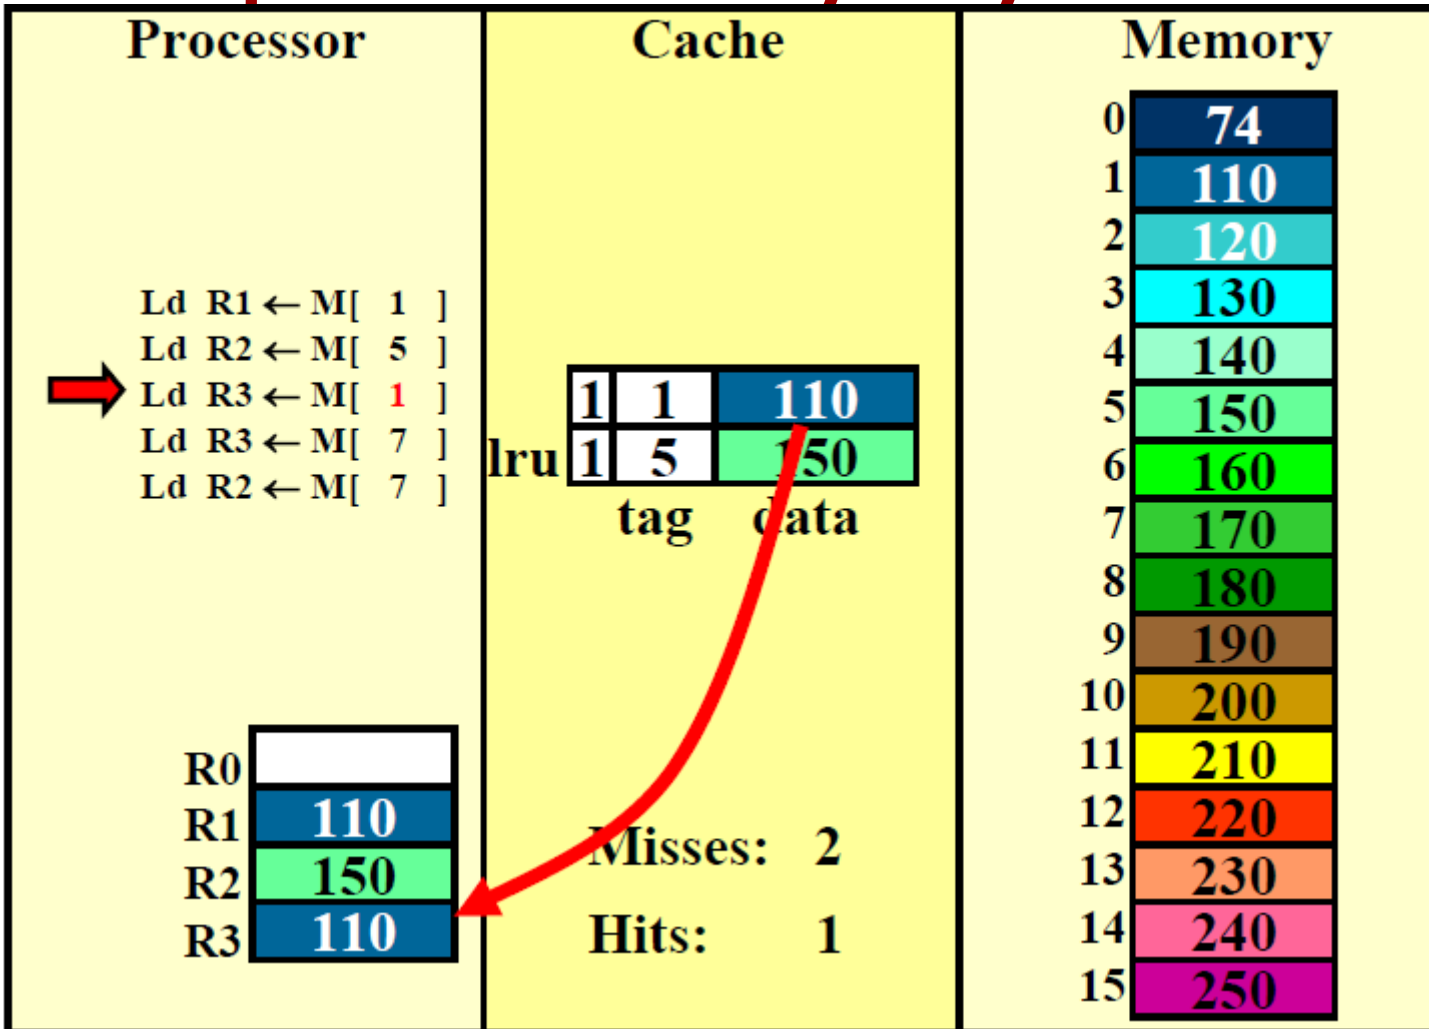 Processor
Ld R1 ← M[ 1 ]
Ld R2 ← M[ 5 ]
Ld R3 ← M[ 1 ]
Ld R3 ← M[ 7 ]
Ld R2 ← M[ 7 ]
R0
R1 110
R2 150
R3 110
Cache
1 1 110
lru 1 5 150
tag data
Misses: 2
Hits: 1
Memory
0 74
1 110
2 120
3 130
4 140
5 150
6 160
7 170
8 180
9 190
10 200
11 210
12 220
13 230
14 240
15 250